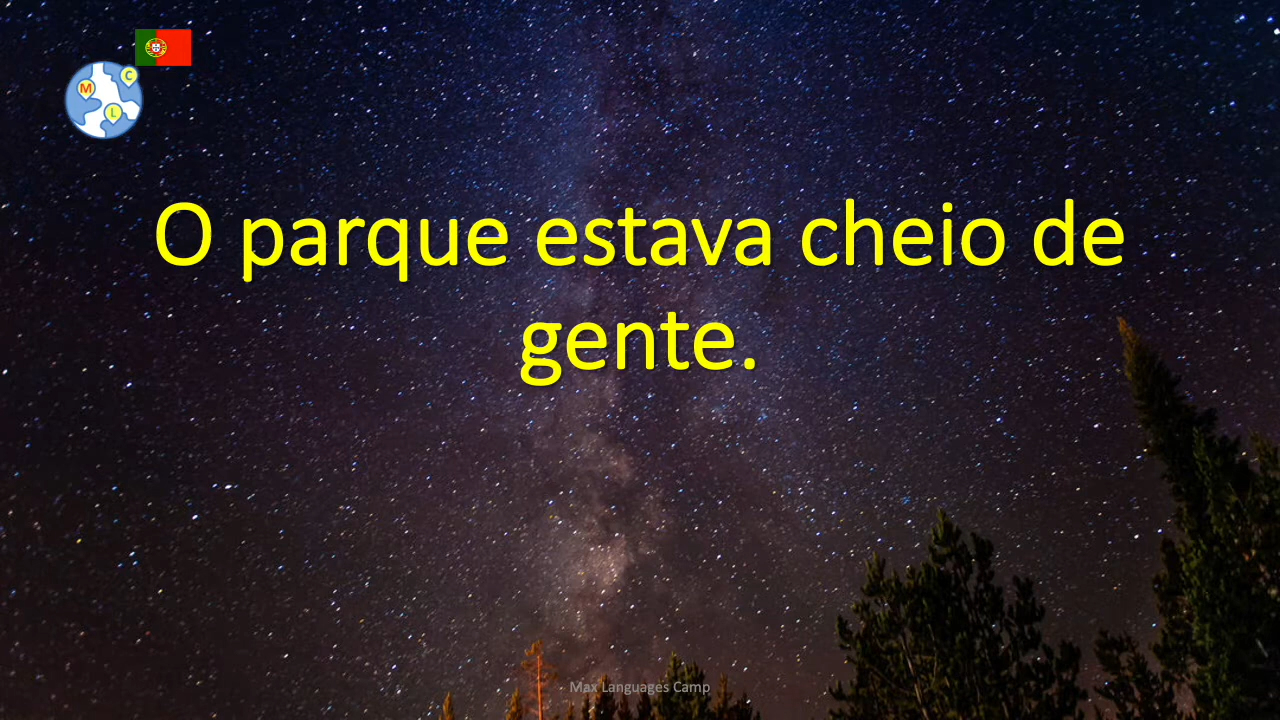 C
M
L
O parque estava cheio de
gente.
Max Languages Camp